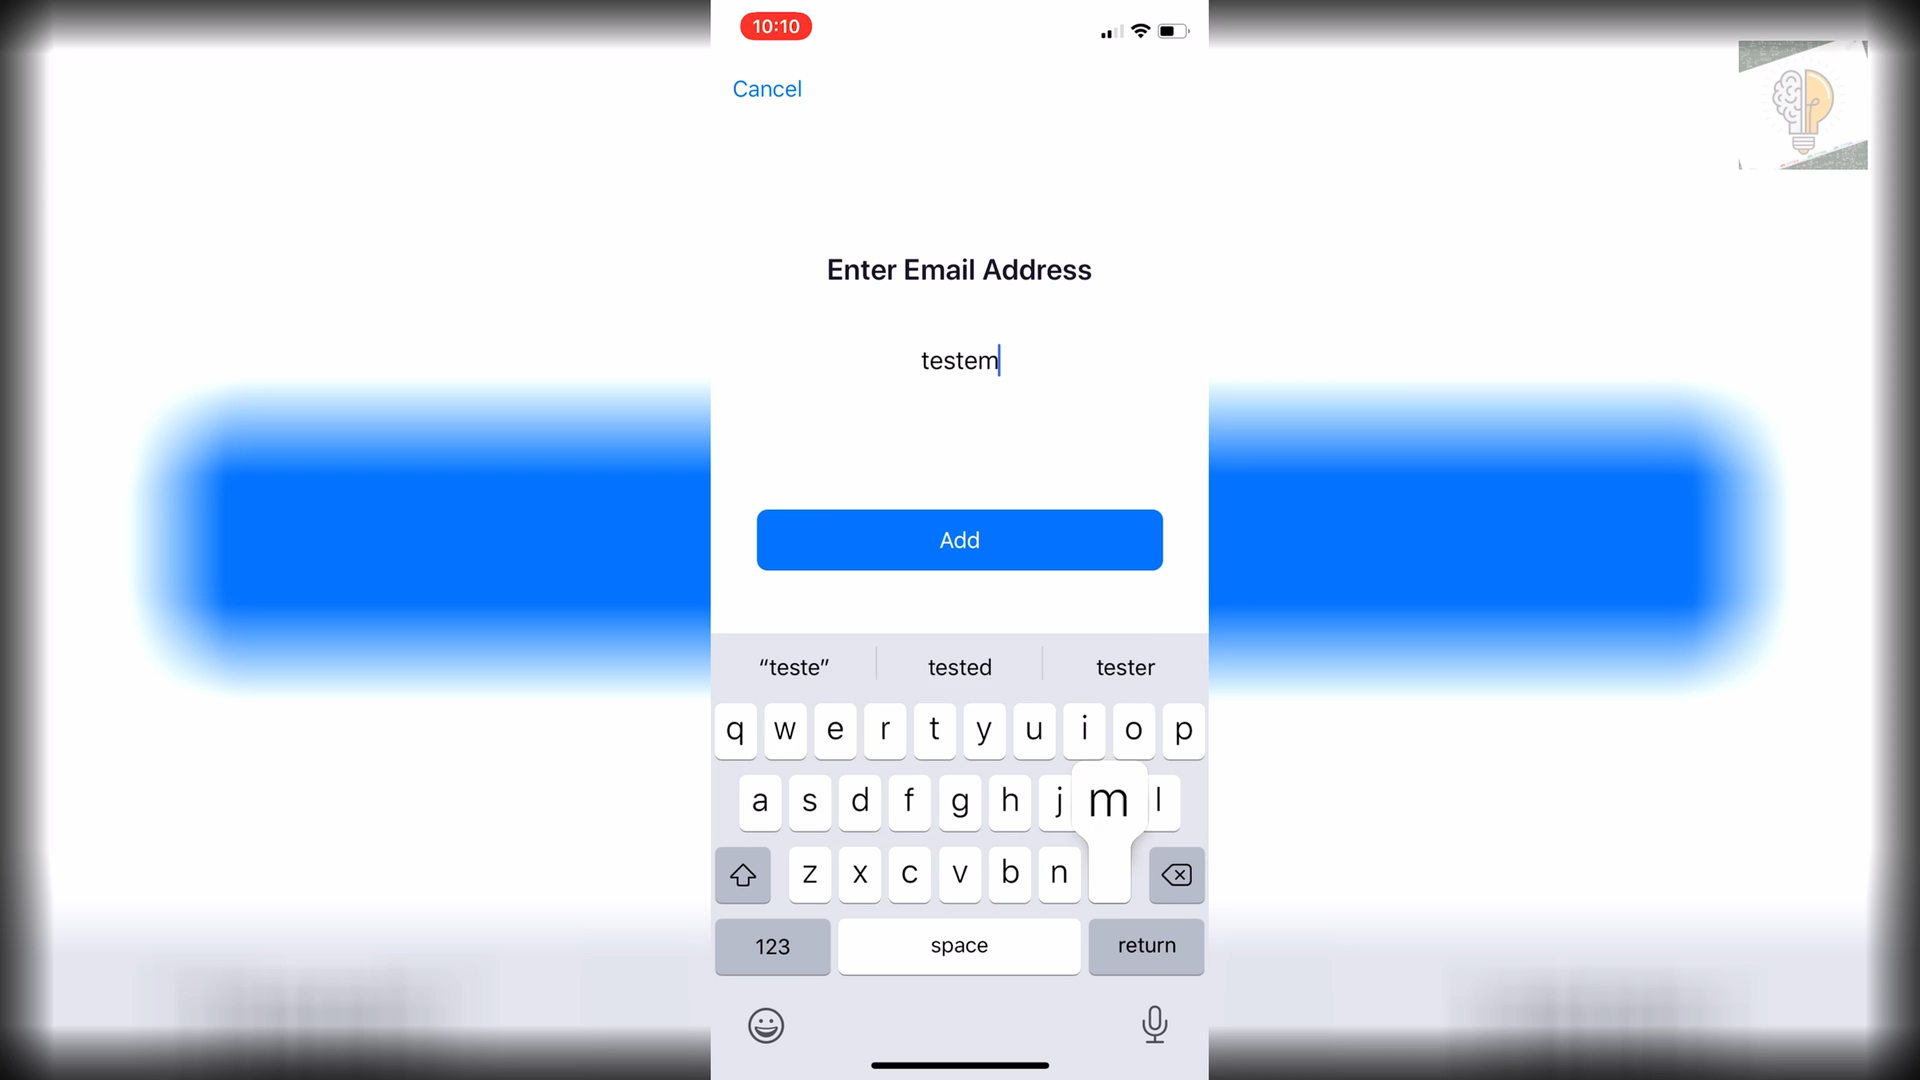 10:10
Cancel
Enter Email Address
testem
Add
“teste” tested tester
q w e r t y u i o p
a s d f g h j m l
z x c v b n
123 space return